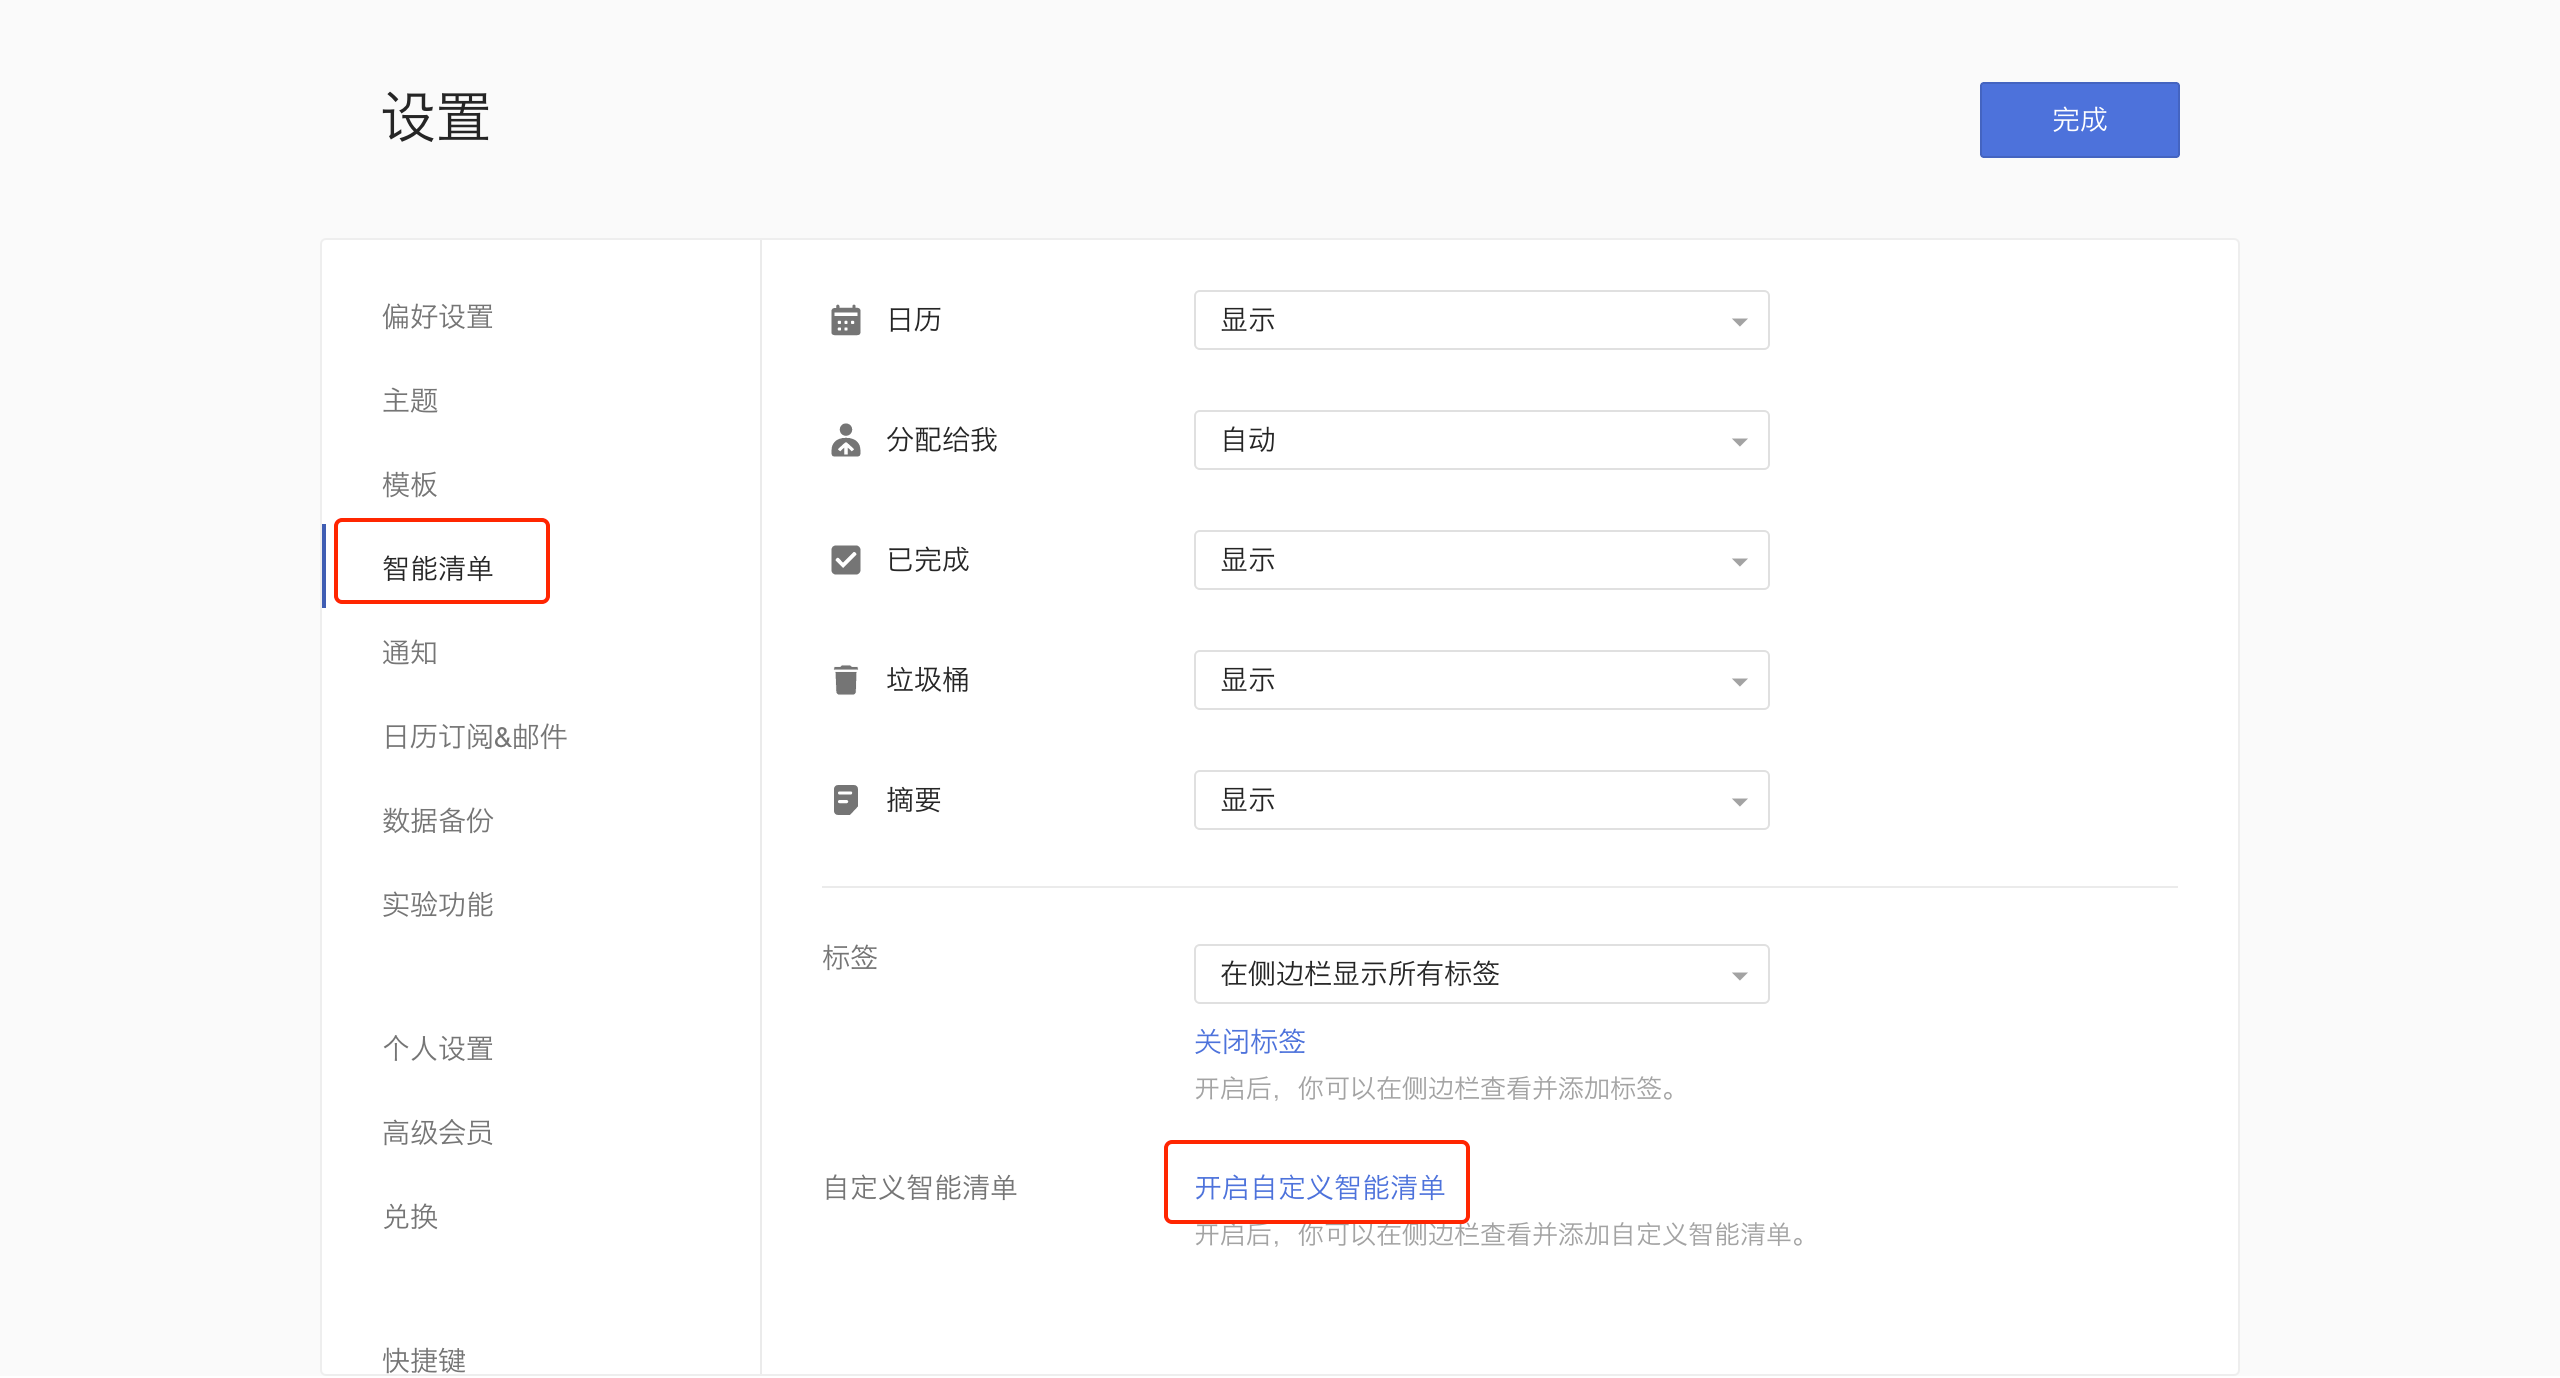 设置
完成
偏好设置
主题
模板
智能清单
通知
日历订阅&邮件
数据备份
实验功能
个人设置
高级会员
兑换
快捷键
日历
显示
分配给我
自动
已完成
显示
垃圾桶
显示
摘要
显示
标签
在侧边栏显示所有标签
关闭标签
开启后，你可以在侧边栏查看并添加标签。
自定义智能清单
开启自定义智能清单
开启后，你可以在侧边栏查看并添加自定义智能清单。